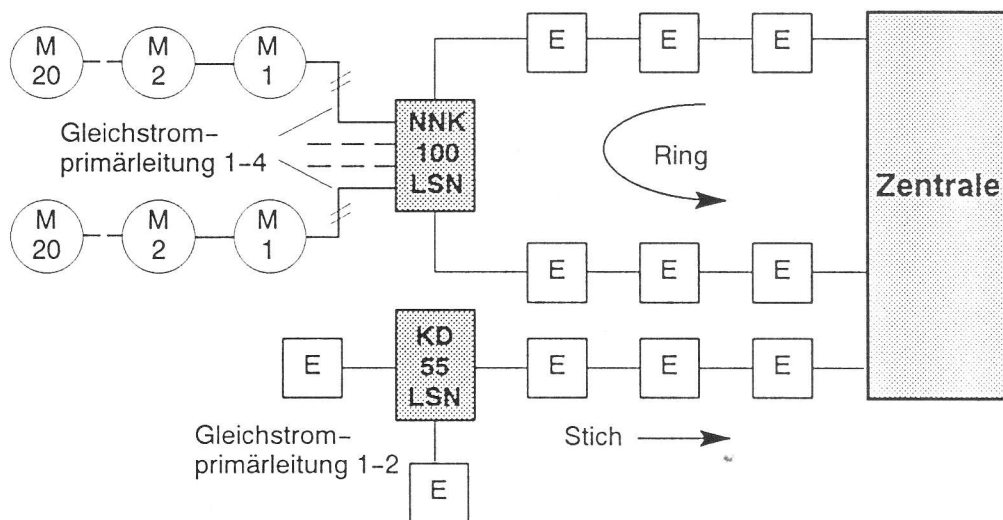 M
20
M
2
M
1
E
E
E
Gleichstrom-
primärleitung 1-4
NNK
100
LSN
Ring
Zentrale
M
20
M
2
M
1
E
E
E
E
KD
55
LSN
E
E
E
Gleichstrom-
primärleitung 1-2
Stich
E